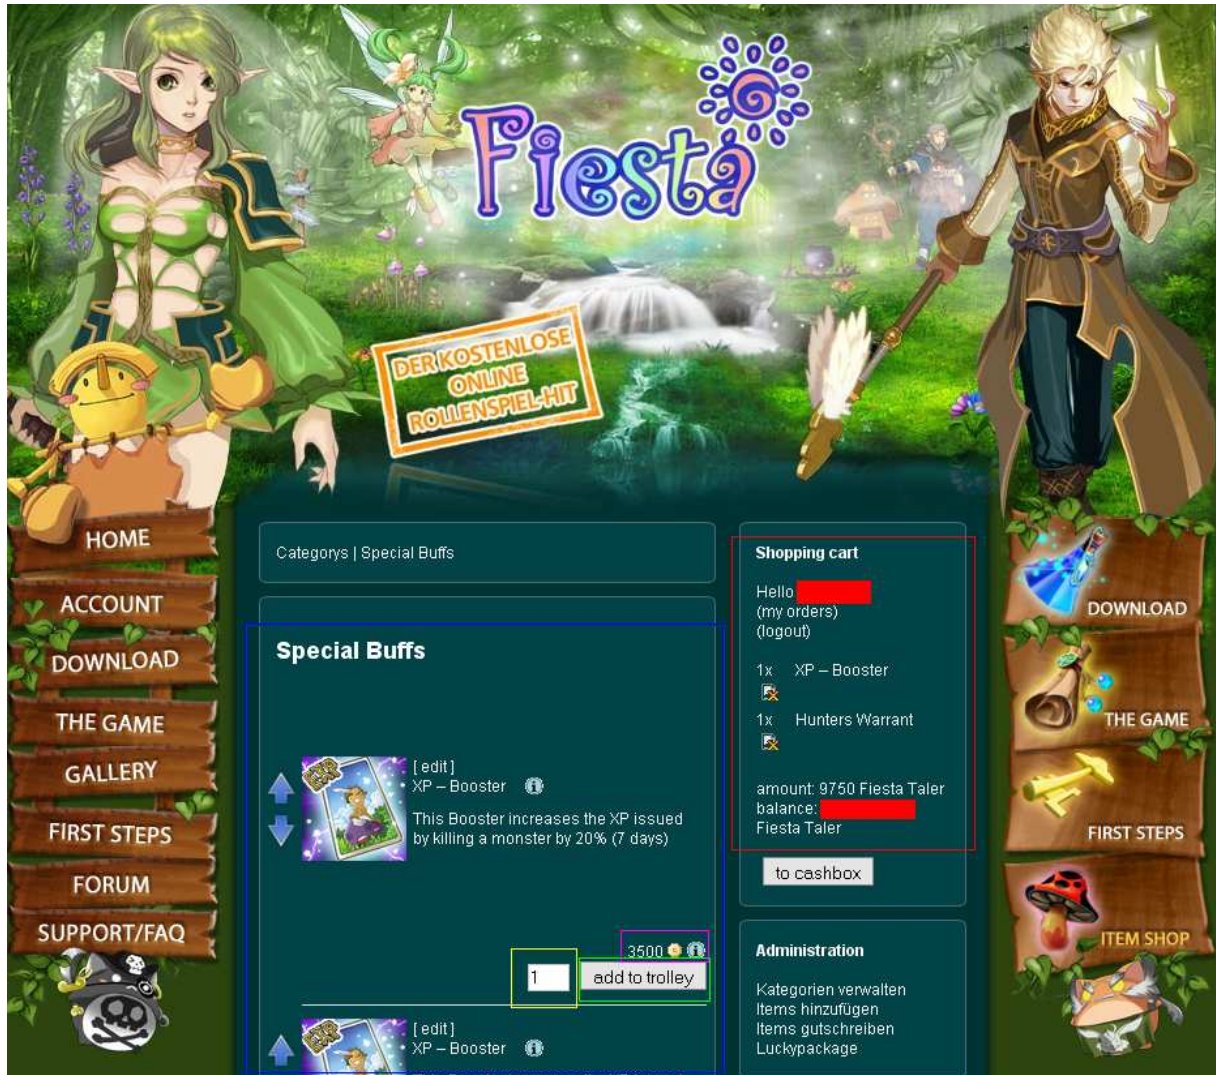 Fiesta
DER KOSTENLOSE
ONLINE
ROLLENSPIEL-HIT
HOME
ACCOUNT
DOWNLOAD
THE GAME
GALLERY
FIRST STEPS
FORUM
SUPPORT/FAQ
Categorys | Special Buffs
Special Buffs
EXP
[ edit ]
XP – Booster
This Booster increases the XP issued
by killing a monster by 20% (7 days)
3500
1
add to trolley
EXP
[ edit ]
XP – Booster
Shopping cart
Hello
(my orders)
(logout)
1x XP – Booster
1x Hunters Warrant
amount: 9750 Fiesta Taler
balance:
Fiesta Taler
to cashbox
Administration
Kategorien verwalten
Items hinzufügen
Items gutschreiben
Luckypackage
DOWNLOAD
THE GAME
FIRST STEPS
ITEM SHOP